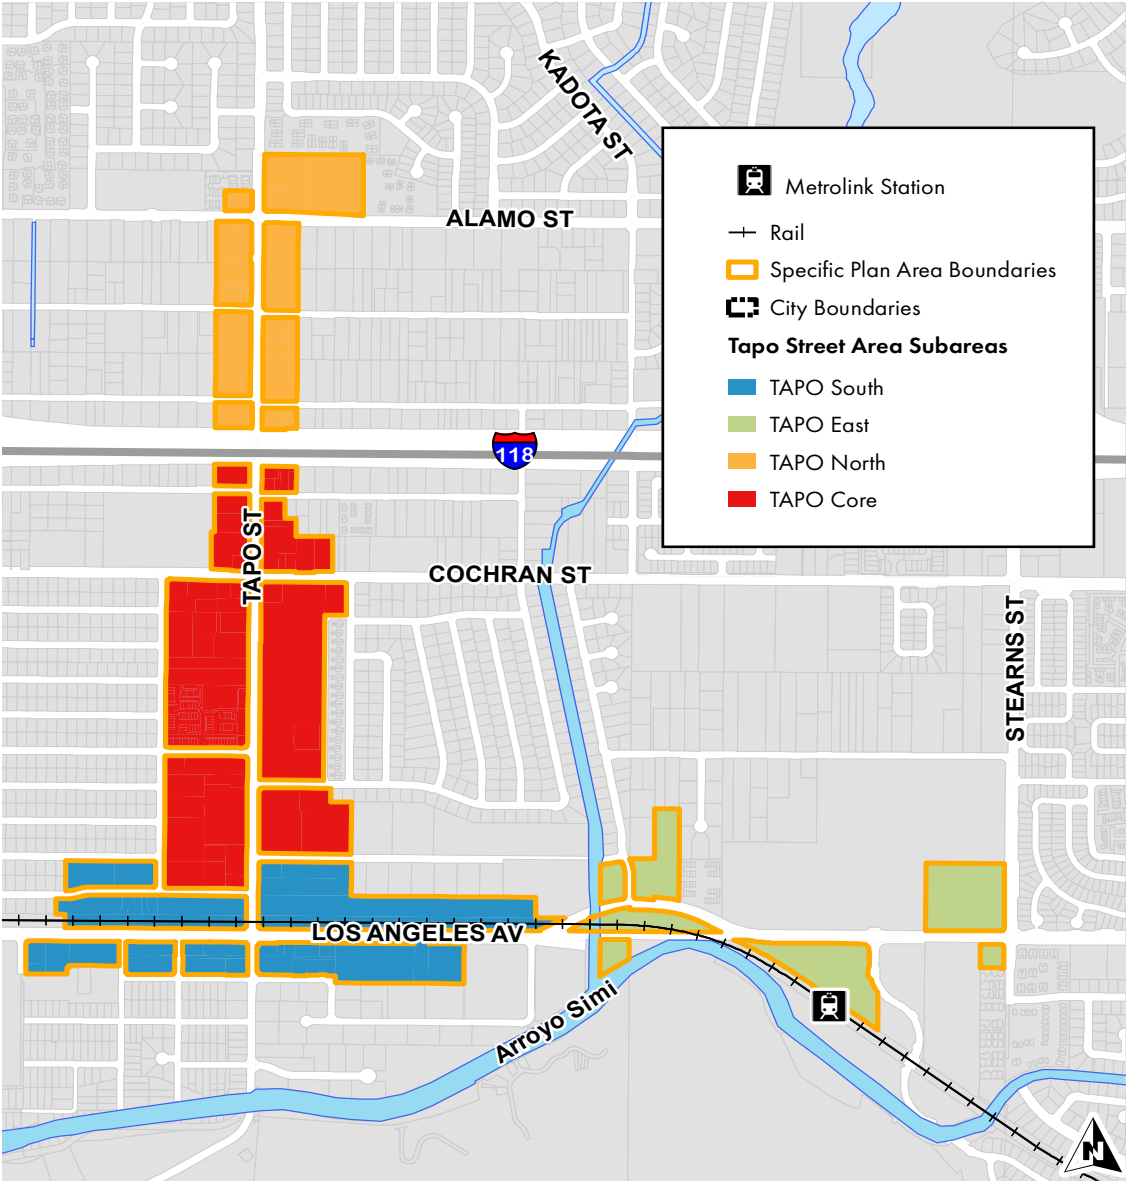 KADOTA ST
Metrolink Station
ALAMO ST
Rail
Specific Plan Area Boundaries
City Boundaries
Tapo Street Area Subareas
TAPO South
TAPO East
118
TAPO North
TAPO Core
TAPO ST
COCHRAN ST
STEARNS ST
LOS ANGELES AV
Arroyo Simi
N